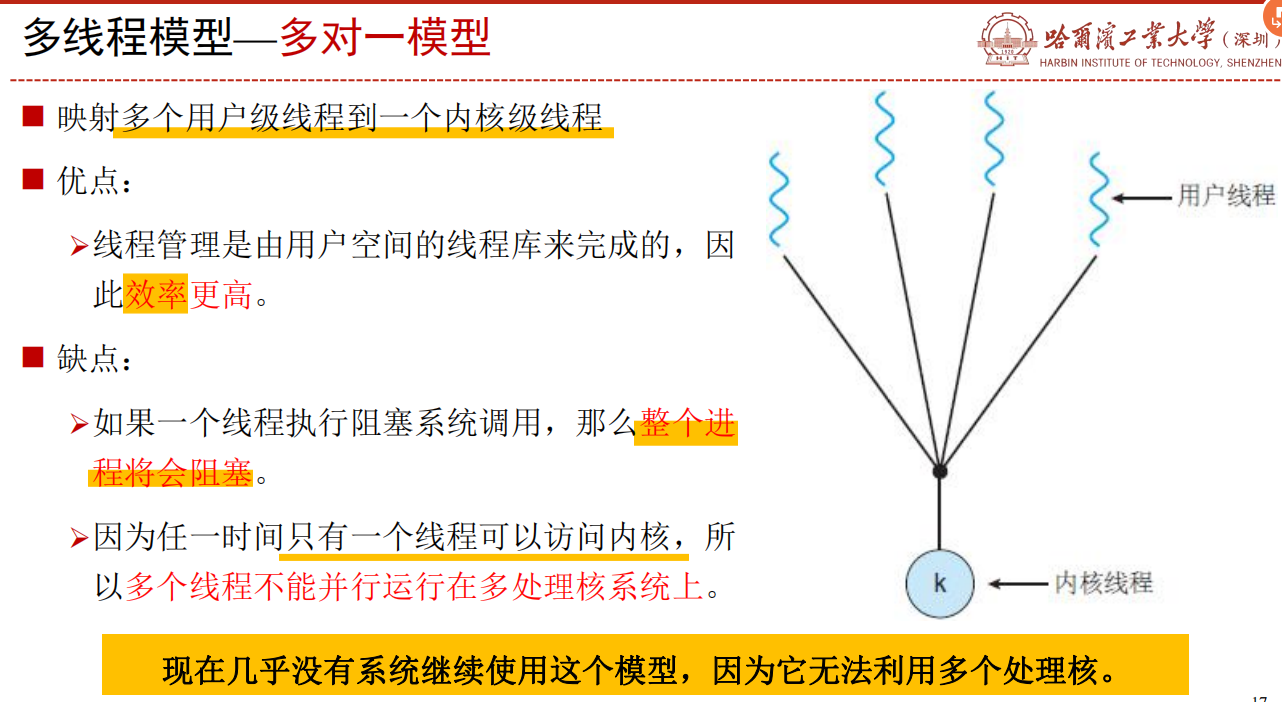 多线程模型—多对一模型
哈尔滨工业大学(深圳)
HARBIN INSTITUTE OF TECHNOLOGY, SHENZHEN
1920
HIT
■ 映射多个用户级线程到一个内核级线程
■ 优点：
➢线程管理是由用户空间的线程库来完成的，因
此效率更高。
■ 缺点：
➢如果一个线程执行阻塞系统调用，那么整个进
程将会阻塞。
➢因为任一时间只有一个线程可以访问内核，所
以多个线程不能并行运行在多处理核系统上。
用户线程
k
内核线程
现在几乎没有系统继续使用这个模型，因为它无法利用多个处理核。
17